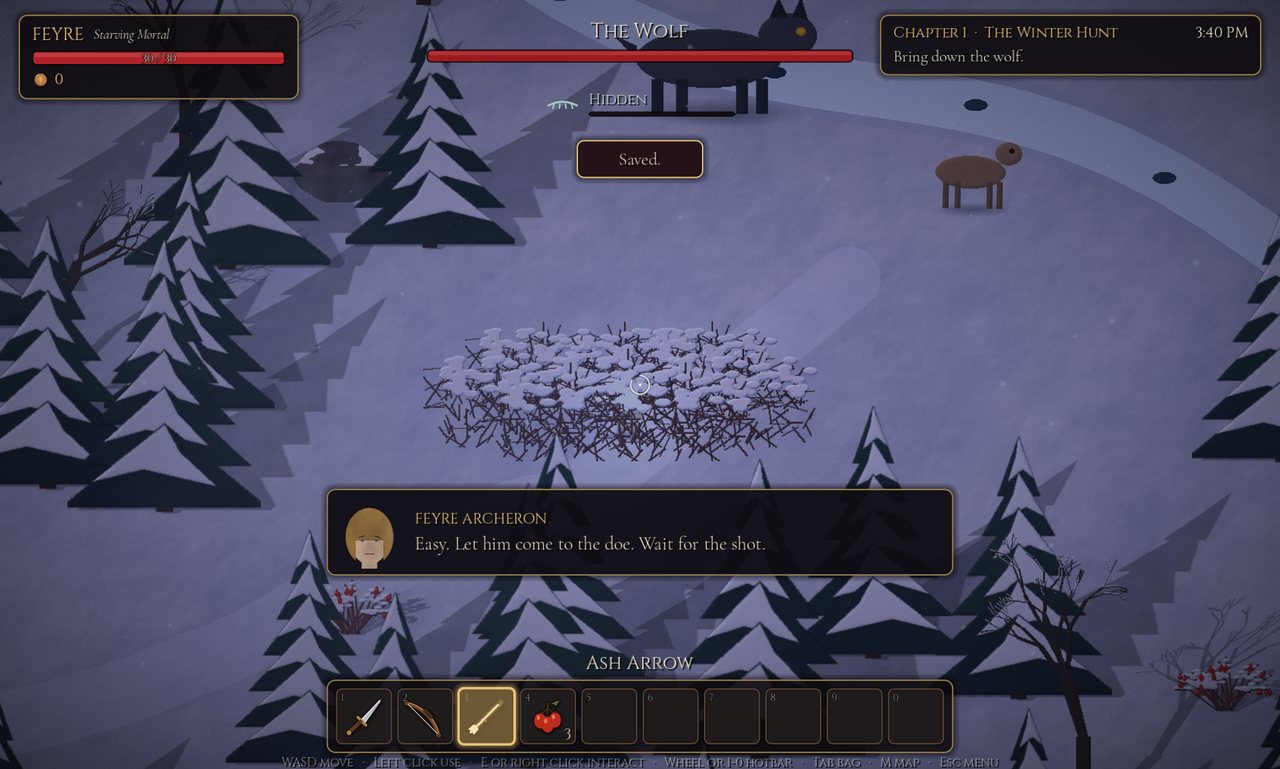 FEYRE Starving Mortal
30 / 30
0
THE WOLF
HIDDEN
Saved.
CHAPTER I · THE WINTER HUNT 3:40 PM
Bring down the wolf.
FEYRE ARCHERON
Easy. Let him come to the doe. Wait for the shot.
ASH ARROW
1 2 3 4 5 6 7 8 9 0
3
WASD MOVE · LEFT CLICK USE · E OR RIGHT CLICK INTERACT · WHEEL OR 1-0 HOTBAR · TAB BAG · M MAP · ESC MENU